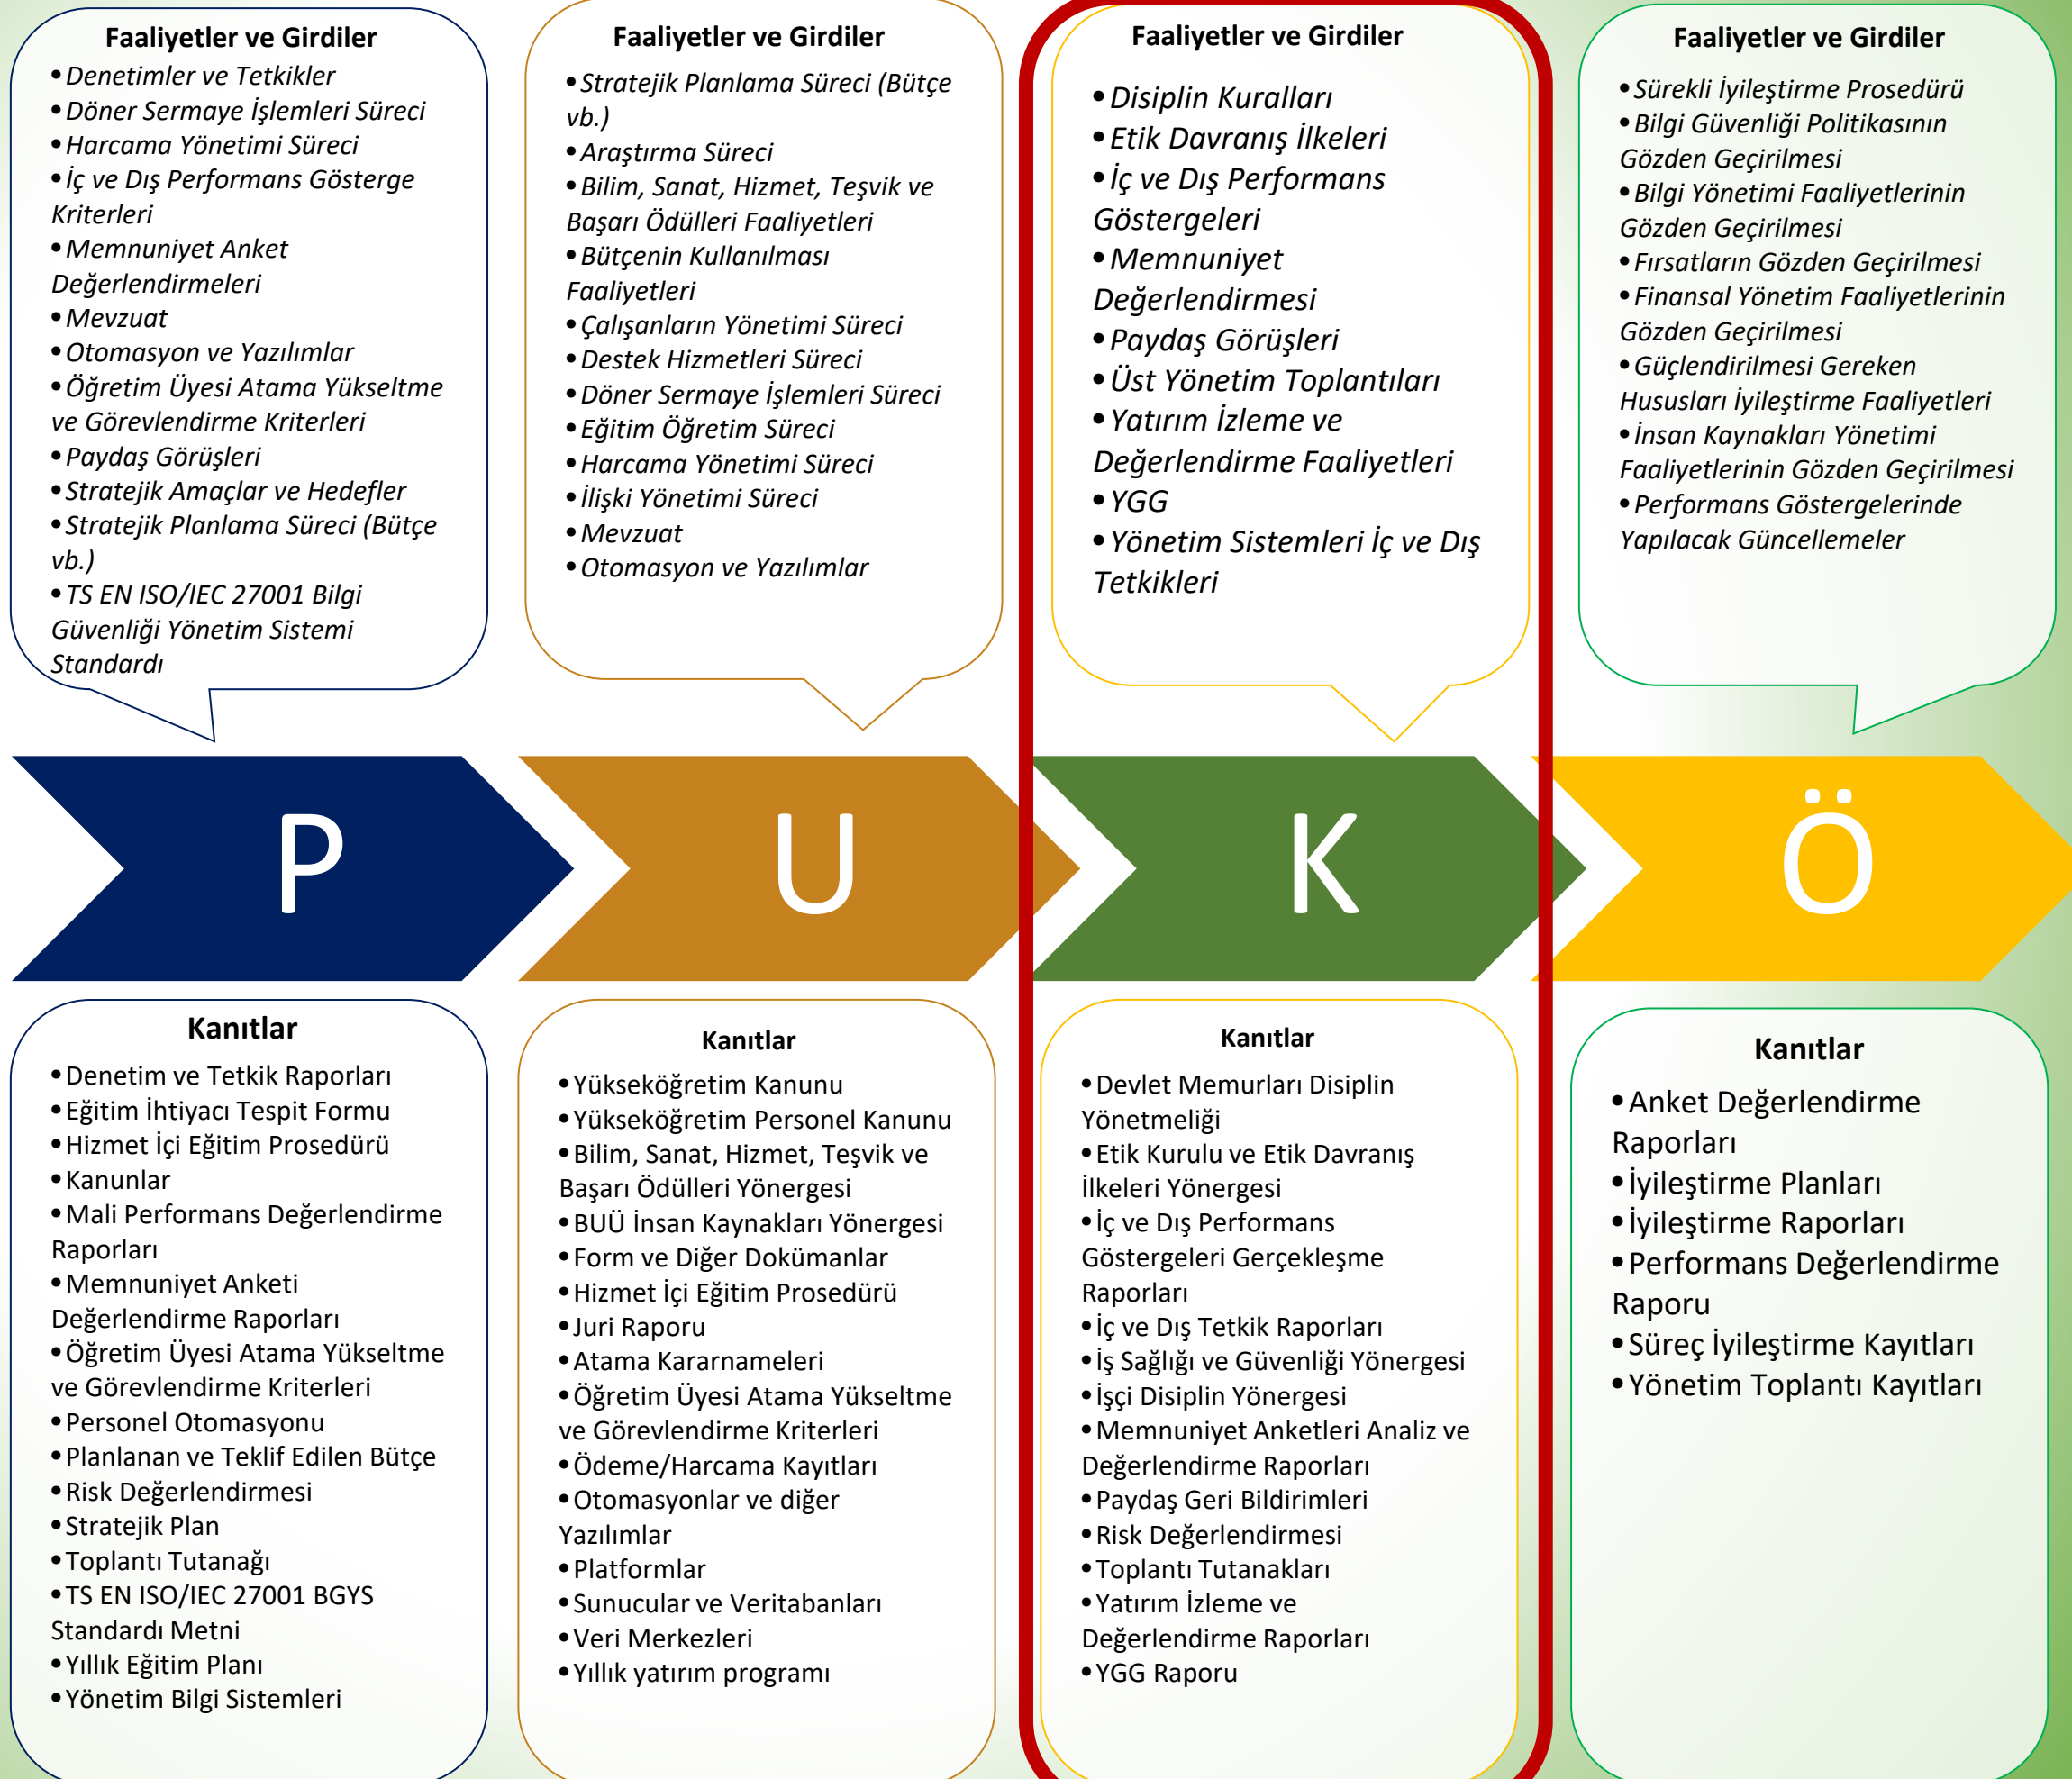 Faaliyetler ve Girdiler
•Denetimler ve Tetkikler
•Döner Sermaye İşlemleri Süreci
•Harcama Yönetimi Süreci
•İç ve Dış Performans Gösterge
Kriterleri
•Memnuniyet Anket
Değerlendirmeleri
•Mevzuat
•Otomasyon ve Yazılımlar
•Öğretim Üyesi Atama Yükseltme
ve Görevlendirme Kriterleri
•Paydaş Görüşleri
•Stratejik Amaçlar ve Hedefler
•Stratejik Planlama Süreci (Bütçe
vb.)
•TS EN ISO/IEC 27001 Bilgi
Güvenliği Yönetim Sistemi
Standardı
Faaliyetler ve Girdiler
•Stratejik Planlama Süreci (Bütçe
vb.)
•Araştırma Süreci
•Bilim, Sanat, Hizmet, Teşvik ve
Başarı Ödülleri Faaliyetleri
•Bütçenin Kullanılması
Faaliyetleri
•Çalışanların Yönetimi Süreci
•Destek Hizmetleri Süreci
•Döner Sermaye İşlemleri Süreci
•Eğitim Öğretim Süreci
•Harcama Yönetimi Süreci
•İlişki Yönetimi Süreci
•Mevzuat
•Otomasyon ve Yazılımlar
Faaliyetler ve Girdiler
•Disiplin Kuralları
•Etik Davranış İlkeleri
•İç ve Dış Performans
Göstergeleri
•Memnuniyet
Değerlendirmesi
•Paydaş Görüşleri
•Üst Yönetim Toplantıları
•Yatırım İzleme ve
Değerlendirme Faaliyetleri
•YGG
•Yönetim Sistemleri İç ve Dış
Tetkikleri
Faaliyetler ve Girdiler
•Sürekli İyileştirme Prosedürü
•Bilgi Güvenliği Politikasının
Gözden Geçirilmesi
•Bilgi Yönetimi Faaliyetlerinin
Gözden Geçirilmesi
•Fırsatların Gözden Geçirilmesi
•Finansal Yönetim Faaliyetlerinin
Gözden Geçirilmesi
•Güçlendirilmesi Gereken
Hususları İyileştirme Faaliyetleri
•İnsan Kaynakları Yönetimi
Faaliyetlerinin Gözden Geçirilmesi
•Performans Göstergelerinde
Yapılacak Güncellemeler
P
U
K
Ö
Kanıtlar
•Denetim ve Tetkik Raporları
•Eğitim İhtiyacı Tespit Formu
•Hizmet İçi Eğitim Prosedürü
•Kanunlar
•Mali Performans Değerlendirme
Raporları
•Memnuniyet Anketi
Değerlendirme Raporları
•Öğretim Üyesi Atama Yükseltme
ve Görevlendirme Kriterleri
•Personel Otomasyonu
•Planlanan ve Teklif Edilen Bütçe
•Risk Değerlendirmesi
•Stratejik Plan
•Toplantı Tutanağı
•TS EN ISO/IEC 27001 BGYS
Standardı Metni
•Yıllık Eğitim Planı
•Yönetim Bilgi Sistemleri
Kanıtlar
•Yükseköğretim Kanunu
•Yükseköğretim Personel Kanunu
•Bilim, Sanat, Hizmet, Teşvik ve
Başarı Ödülleri Yönergesi
•BUÜ İnsan Kaynakları Yönergesi
•Form ve Diğer Dokümanlar
•Hizmet İçi Eğitim Prosedürü
•Juri Raporu
•Atama Kararnameleri
•Öğretim Üyesi Atama Yükseltme
ve Görevlendirme Kriterleri
•Ödeme/Harcama Kayıtları
•Otomasyonlar ve diğer
Yazılımlar
•Platformlar
•Sunucular ve Veritabanları
•Veri Merkezleri
•Yıllık yatırım programı
Kanıtlar
•Devlet Memurları Disiplin
Yönetmeliği
•Etik Kurulu ve Etik Davranış
İlkeleri Yönergesi
•İç ve Dış Performans
Göstergeleri Gerçekleşme
Raporları
•İç ve Dış Tetkik Raporları
•İş Sağlığı ve Güvenliği Yönergesi
•İşçi Disiplin Yönergesi
•Memnuniyet Anketleri Analiz ve
Değerlendirme Raporları
•Paydaş Geri Bildirimleri
•Risk Değerlendirmesi
•Toplantı Tutanakları
•Yatırım İzleme ve
Değerlendirme Raporları
•YGG Raporu
Kanıtlar
•Anket Değerlendirme
Raporları
•İyileştirme Planları
•İyileştirme Raporları
•Performans Değerlendirme
Raporu
•Süreç İyileştirme Kayıtları
•Yönetim Toplantı Kayıtları